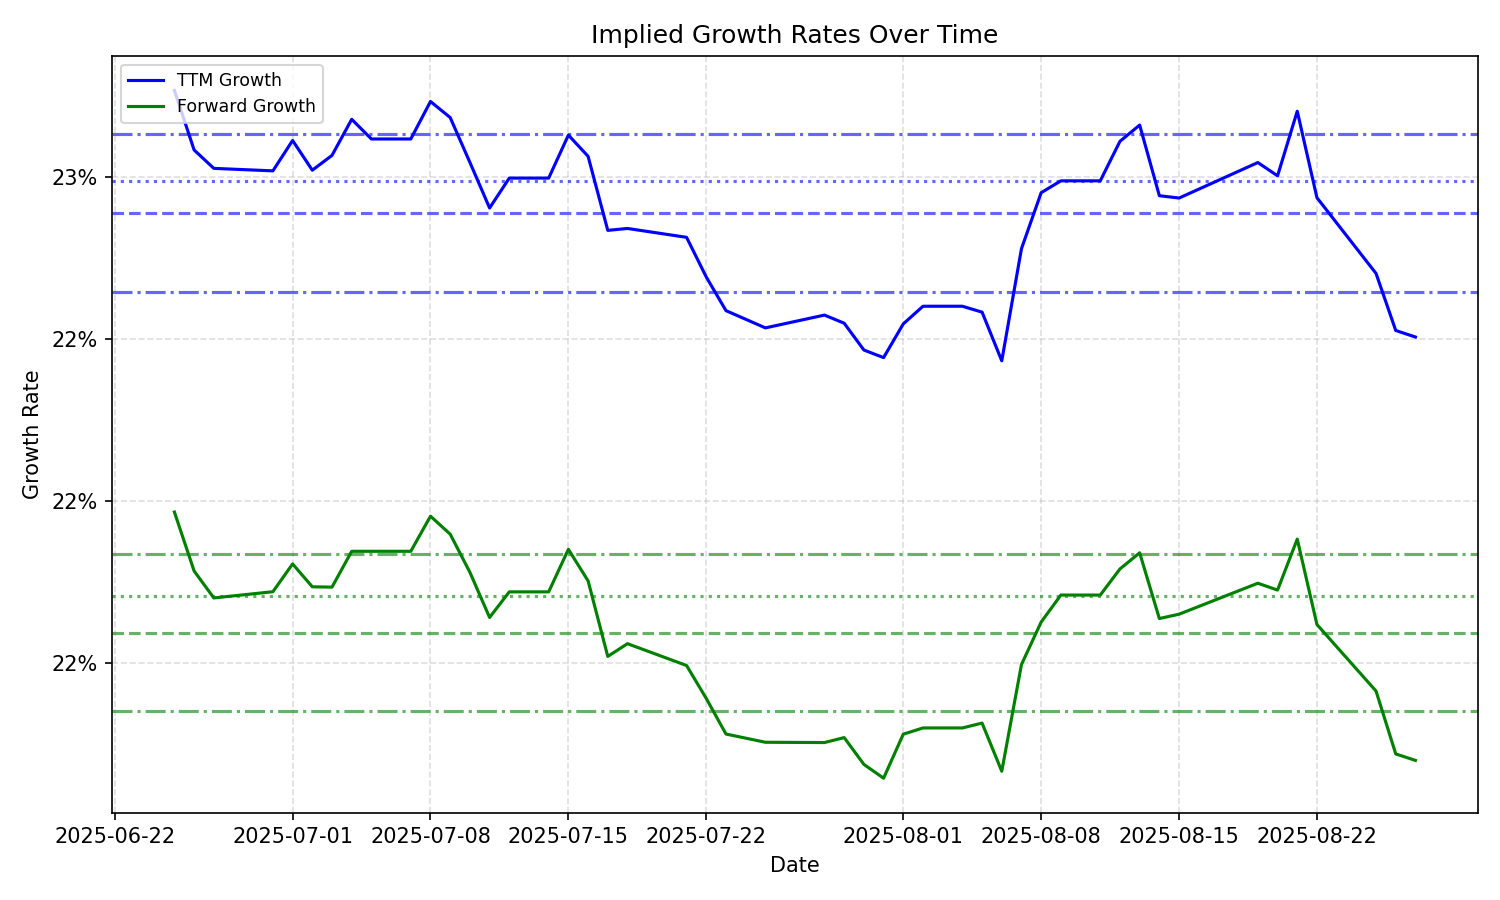 Implied Growth Rates Over Time
TTM Growth
Forward Growth
23%
22%
22%
22%
Growth Rate
2025-06-22
2025-07-01
2025-07-08
2025-07-15
2025-07-22
2025-08-01
2025-08-08
2025-08-15
2025-08-22
Date